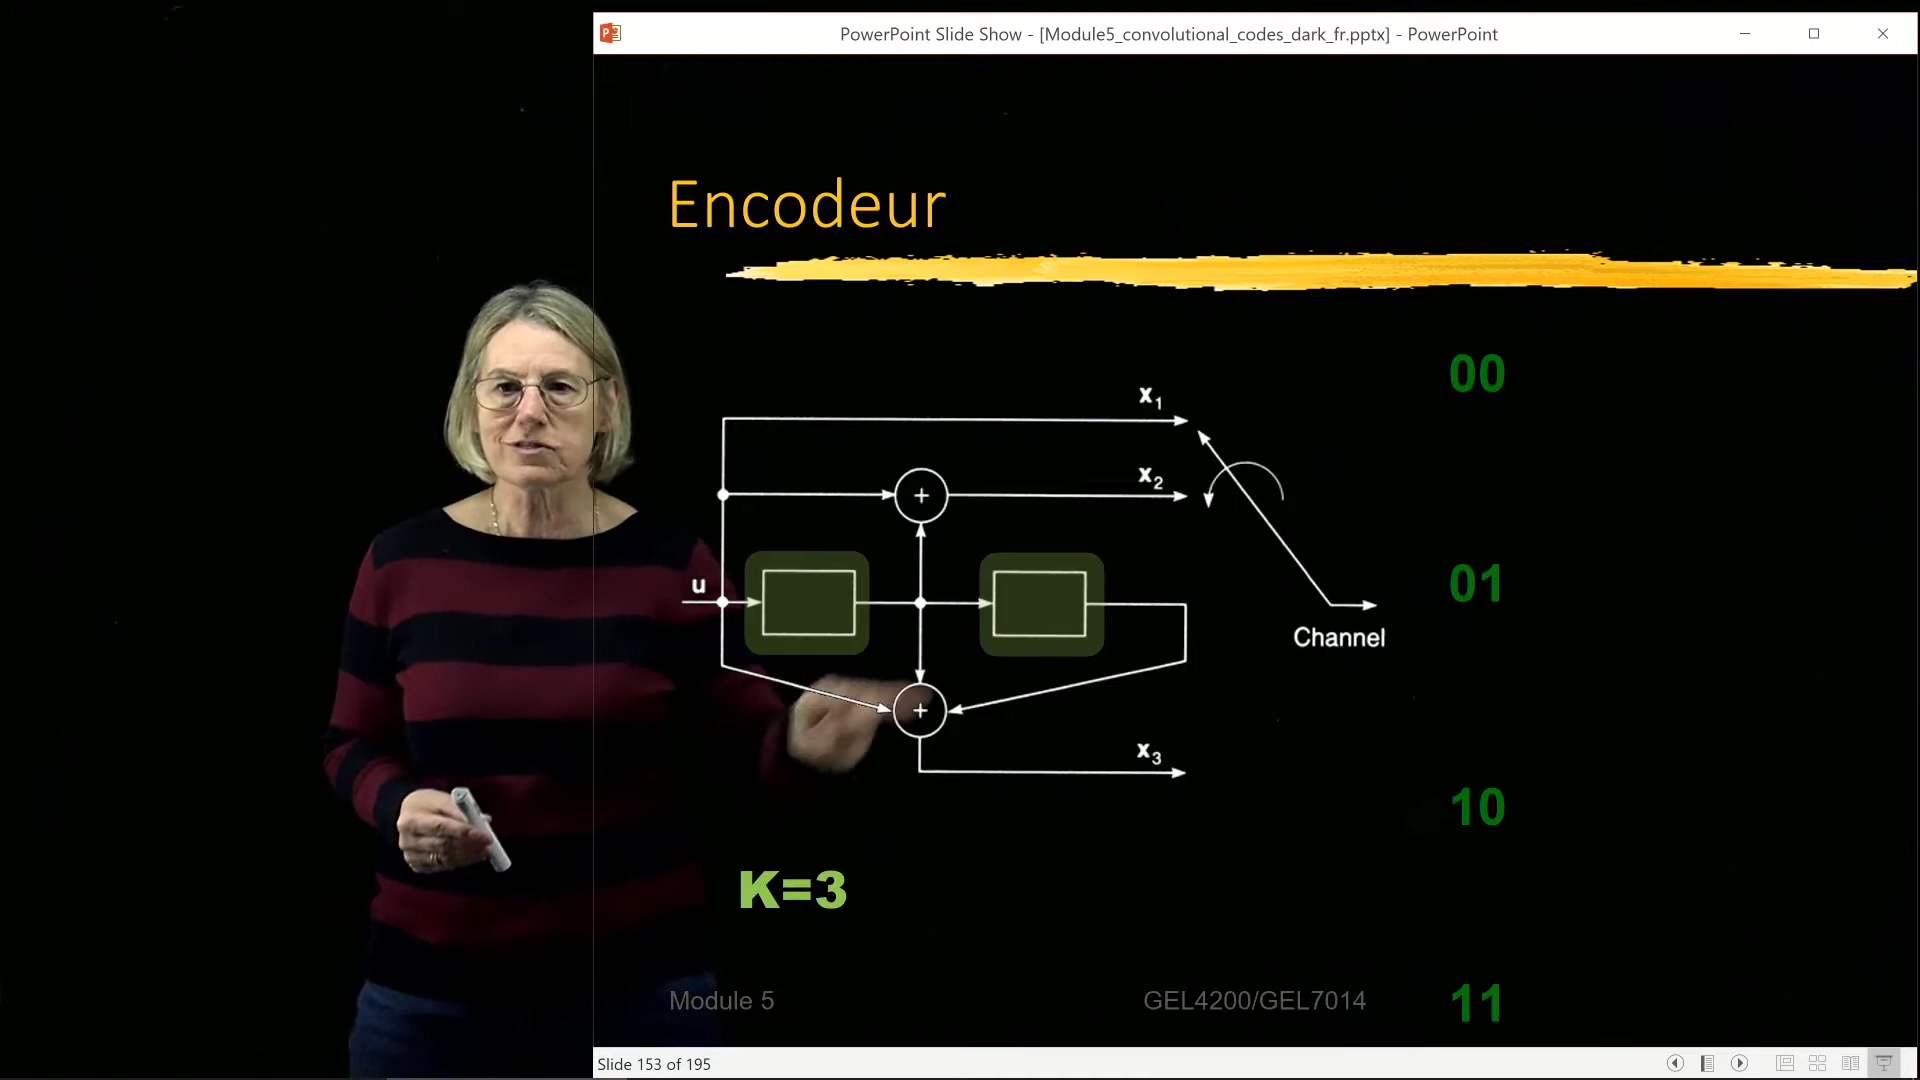 PowerPoint Slide Show - [Module5_convolutional_codes_dark_fr.pptx] - PowerPoint
Encodeur
00
x1
x2
+
u
01
Channel
+
x3
10
K=3
Module 5
GEL4200/GEL7014
11
Slide 153 of 195